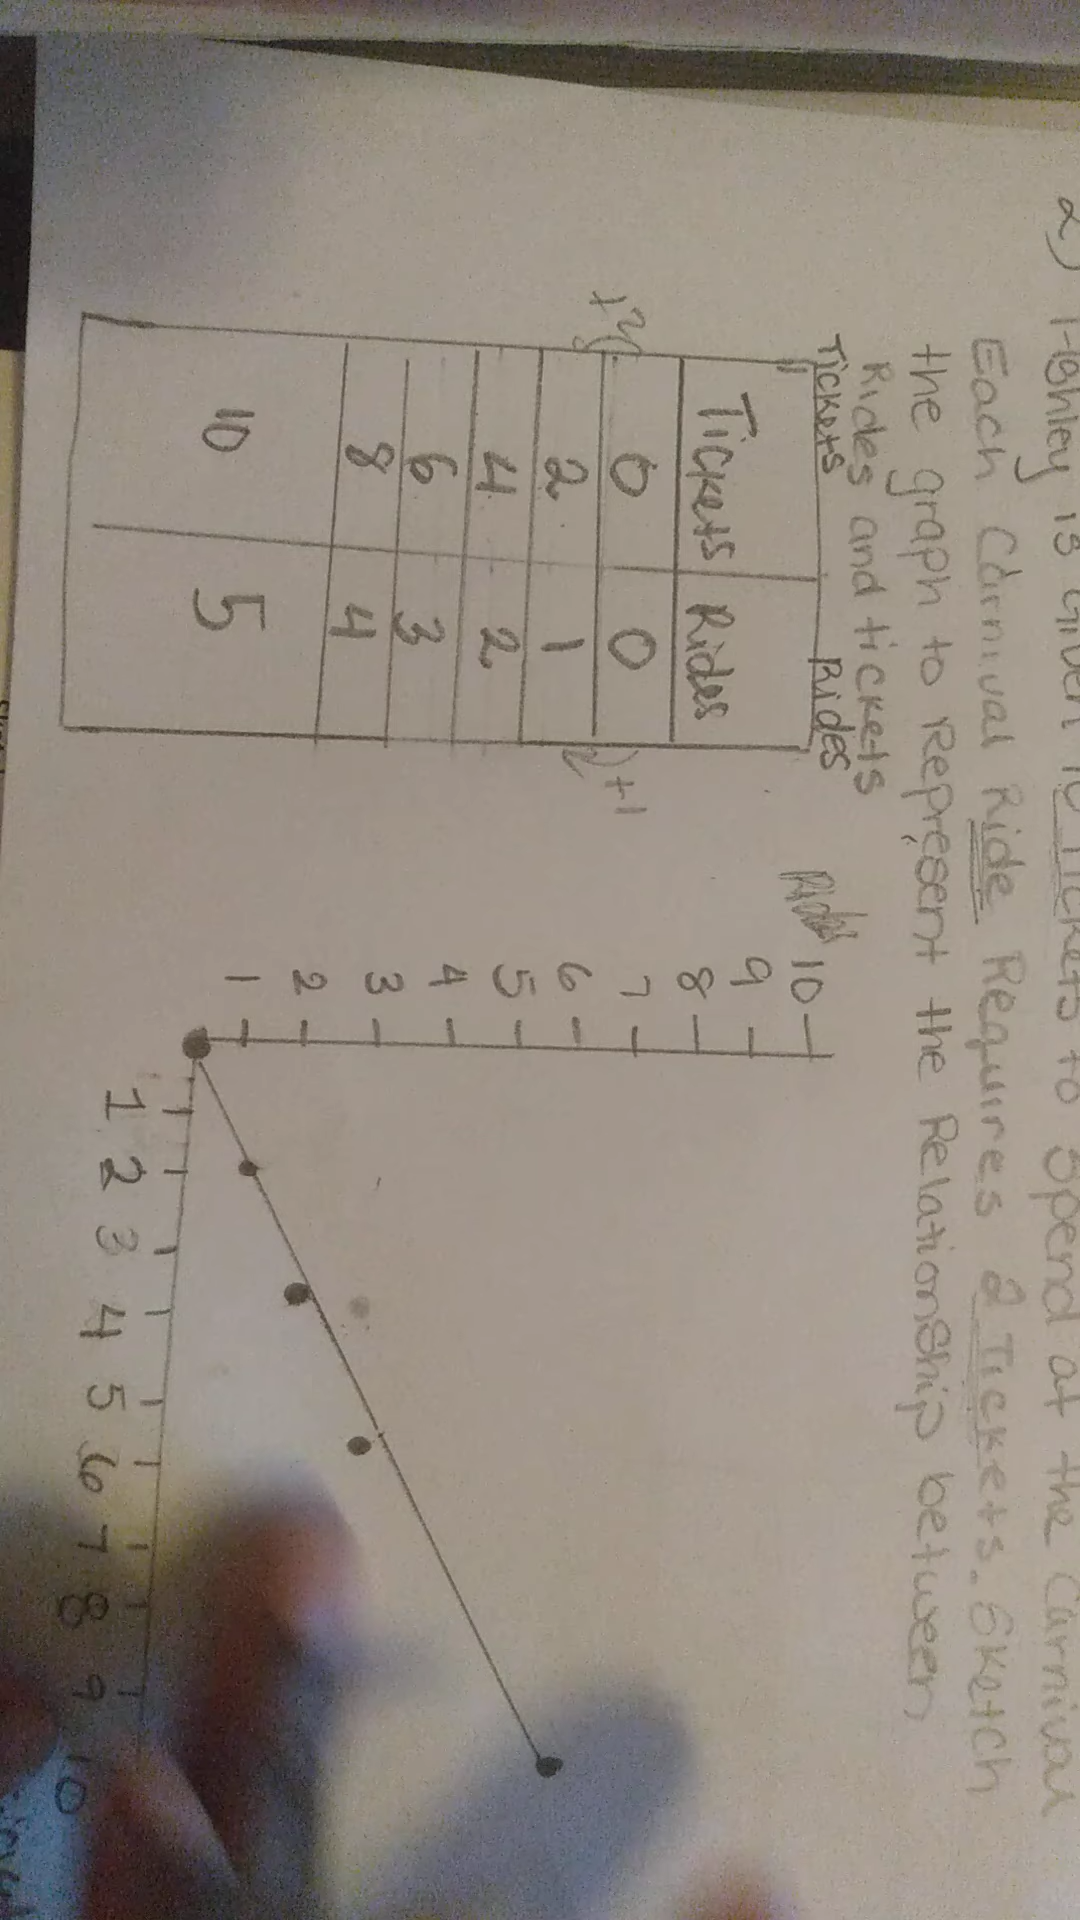 2) Ashley is given 10 Tickets to spend at the Carnival
Each Carnival Ride Requires 2 Tickets. Sketch
the graph to Represent the Relationship between
Rides and tickets
Tickets Rides
Tickets Rides
0 0
+2 +1
2 1
4 2
6 3
8 4
10 5
Rides
10
9
8
7
6
5
4
3
2
1
1 2 3 4 5 6 7 8 9 10